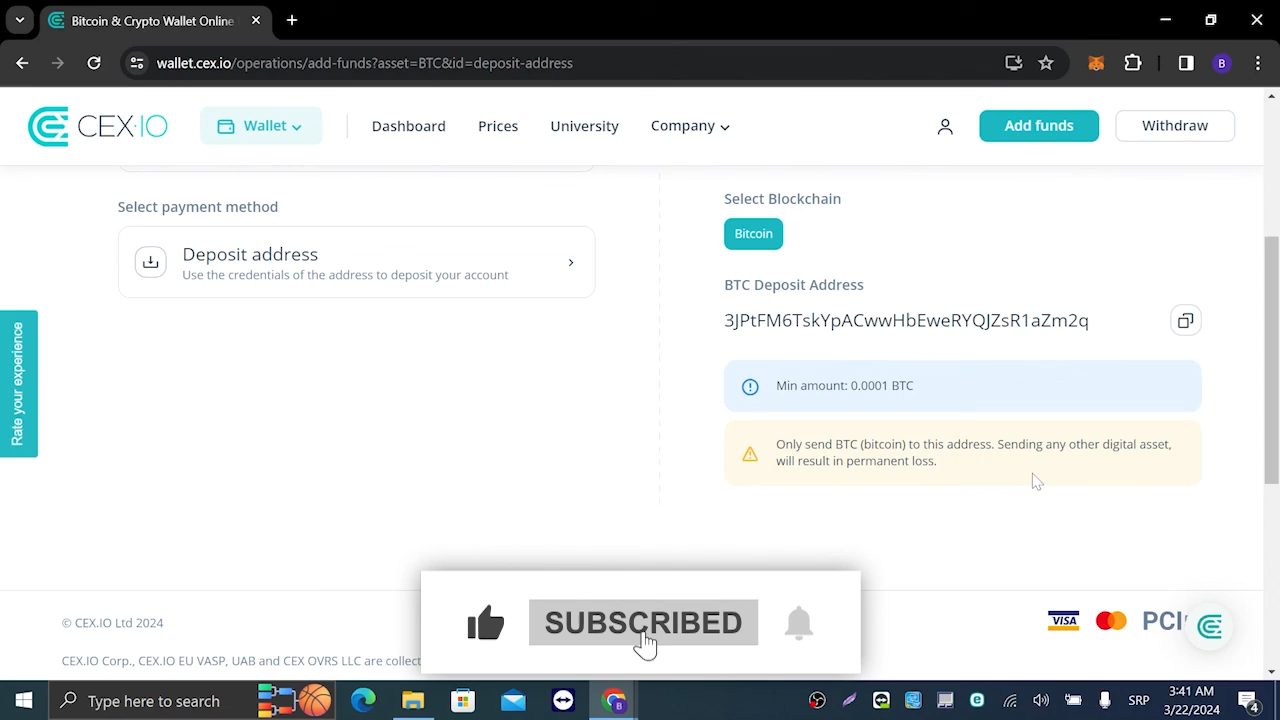 Bitcoin & Crypto Wallet Online
wallet.cex.io/operations/add-funds?asset=BTC&id=deposit-address
B
CEX.IO
Wallet
Dashboard
Prices
University
Company
Add funds
Withdraw
Select payment method
Deposit address
Use the credentials of the address to deposit your account
Select Blockchain
Bitcoin
BTC Deposit Address
3JPtFM6TskYpACwwHbEweRYQJZsR1aZm2q
Min amount: 0.0001 BTC
Only send BTC (bitcoin) to this address. Sending any other digital asset,
will result in permanent loss.
Rate your experience
SUBSCRIBED
© CEX.IO Ltd 2024
VISA
PCI
CEX.IO Corp., CEX.IO EU VASP, UAB and CEX OVRS LLC are collect
Type here to search
SRP
3:41 AM
3/22/2024
4